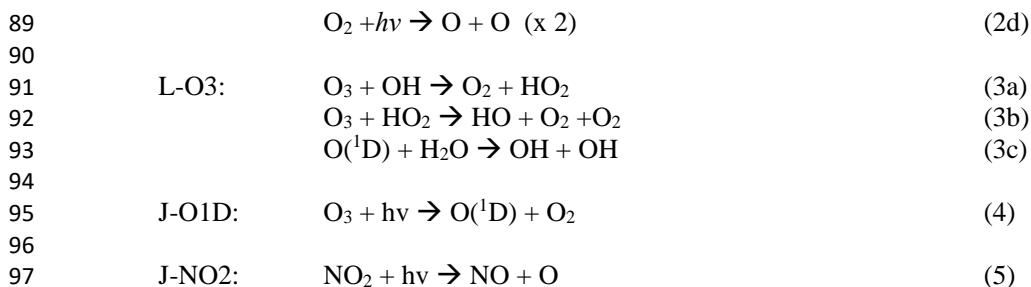 89 O₂ +hν → O + O (x 2) (2d)
90
91 L-O3: O₃ + OH → O₂ + HO₂ (3a)
92 O₃ + HO₂ → HO + O₂ +O₂ (3b)
93 O(¹D) + H₂O → OH + OH (3c)
94
95 J-O1D: O₃ + hv → O(¹D) + O₂ (4)
96
97 J-NO2: NO₂ + hv → NO + O (5)